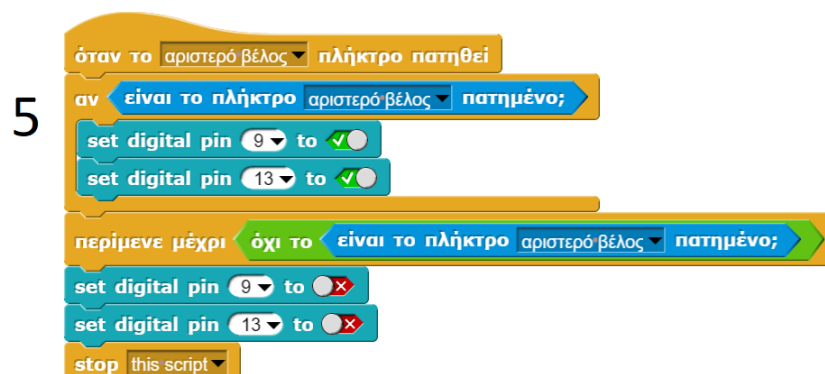 όταν το αριστερό βέλος πλήκτρο πατηθεί
5
αν είναι το πλήκτρο αριστερό βέλος πατημένο;
set digital pin 9 to
set digital pin 13 to
περίμενε μέχρι όχι το είναι το πλήκτρο αριστερό βέλος πατημένο;
set digital pin 9 to
set digital pin 13 to
stop this script